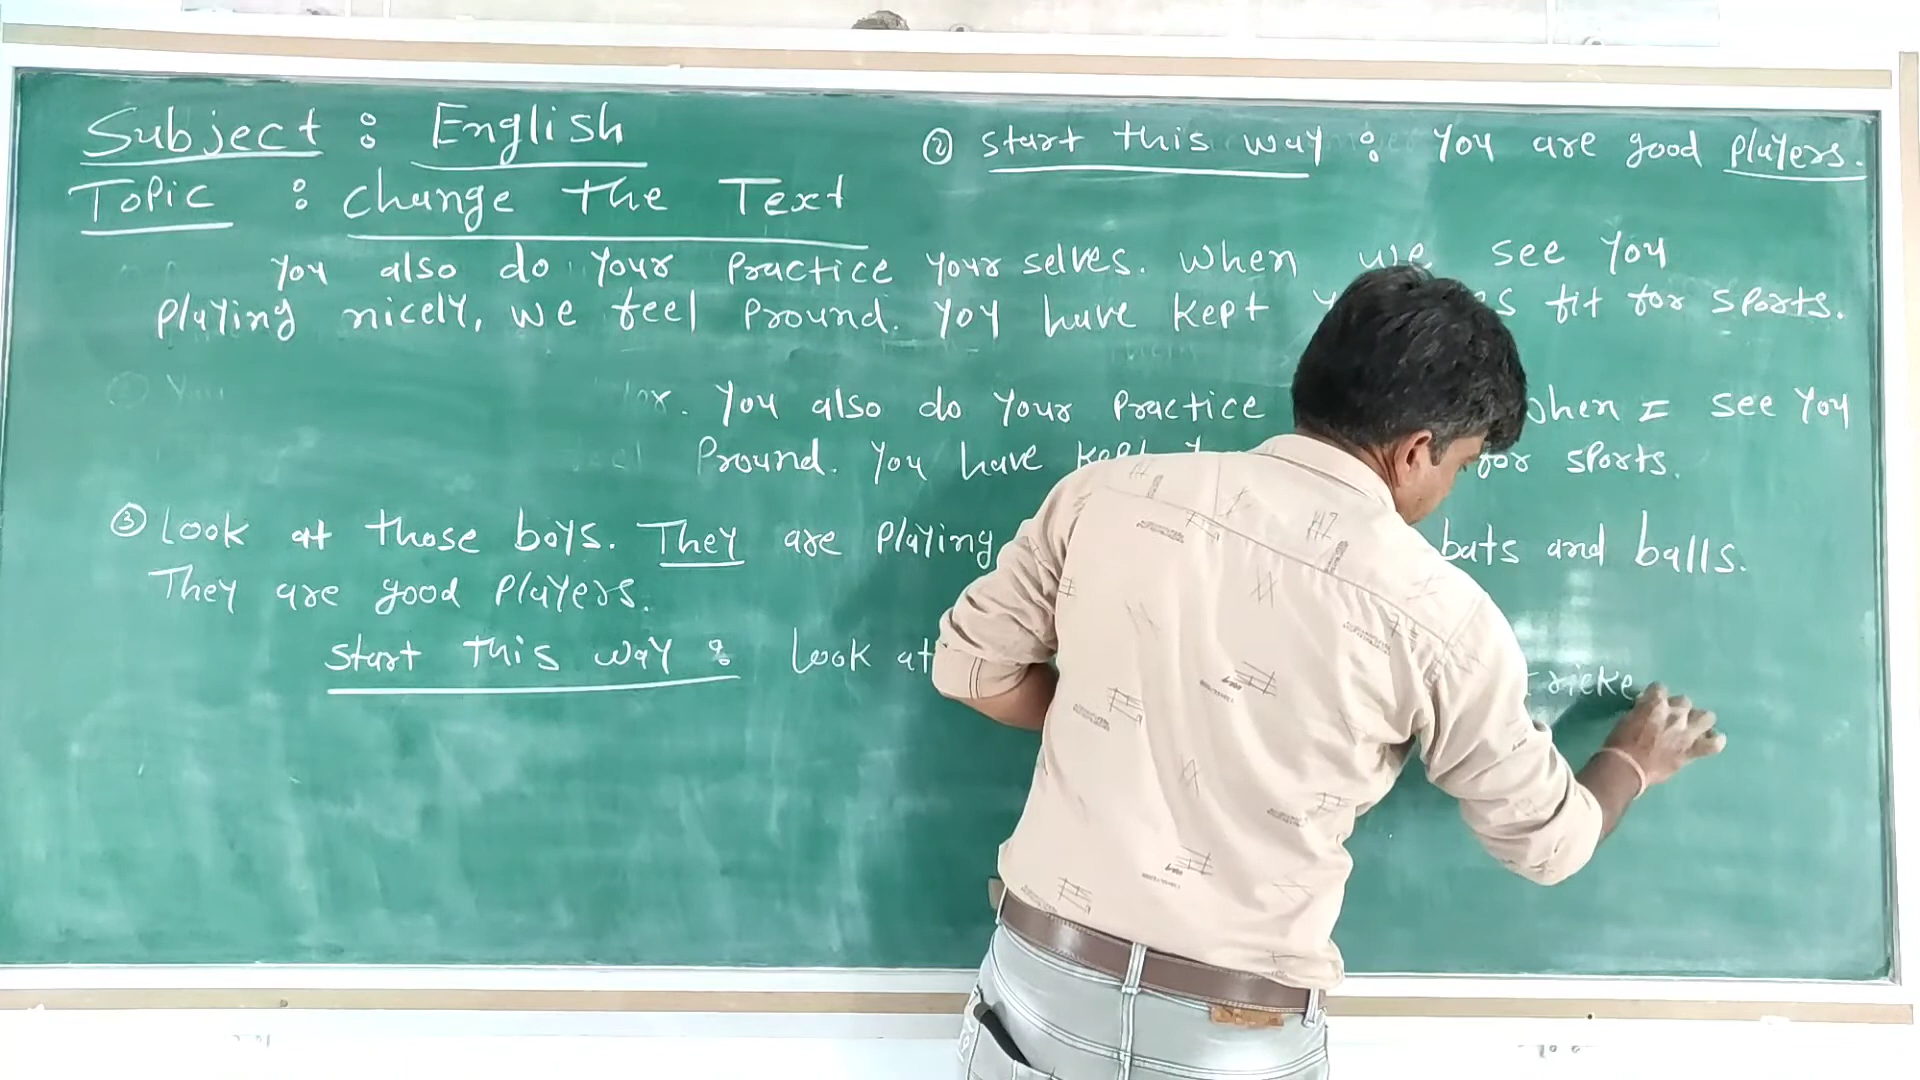 Subject : English
Topic : Change the Text
② Start this way : You are good players.
You also do your practice your selves. When we see you
playing nicely, we feel pround. You have kept fit for sports.
You
or. You also do your practice when I see you
Pround. You have kept for sports.
③ Look at those boys. They are playing bats and balls.
They are good players.
Start this way : Look at cricke